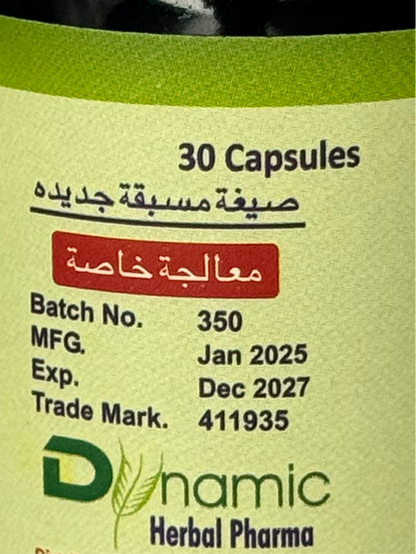 30 Capsules
صيغة مسبقة جديده
معالجة خاصة
Batch No. 350
MFG. Jan 2025
Exp. Dec 2027
Trade Mark. 411935
Dynamic
Herbal Pharma